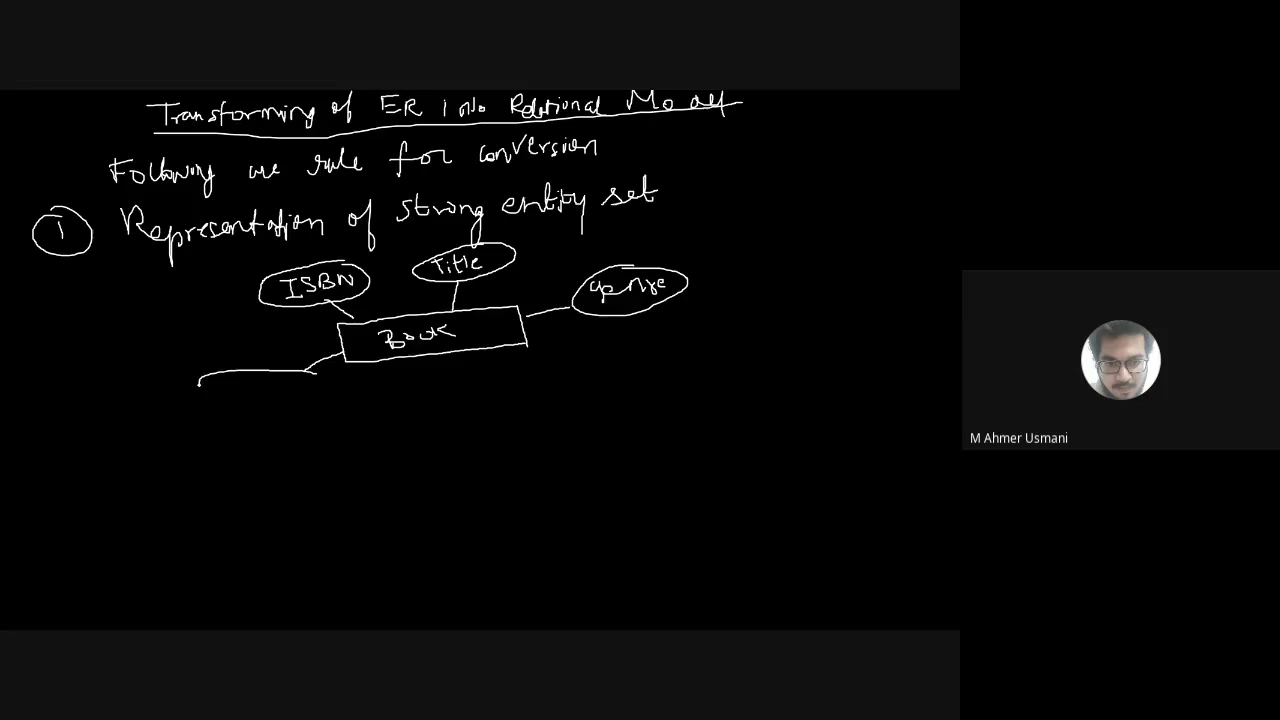 Transforming of ER into Relational Model
Following are rule for conversion
1 Representation of strong entity set
ISBN
Title
genre
Book
M Ahmer Usmani